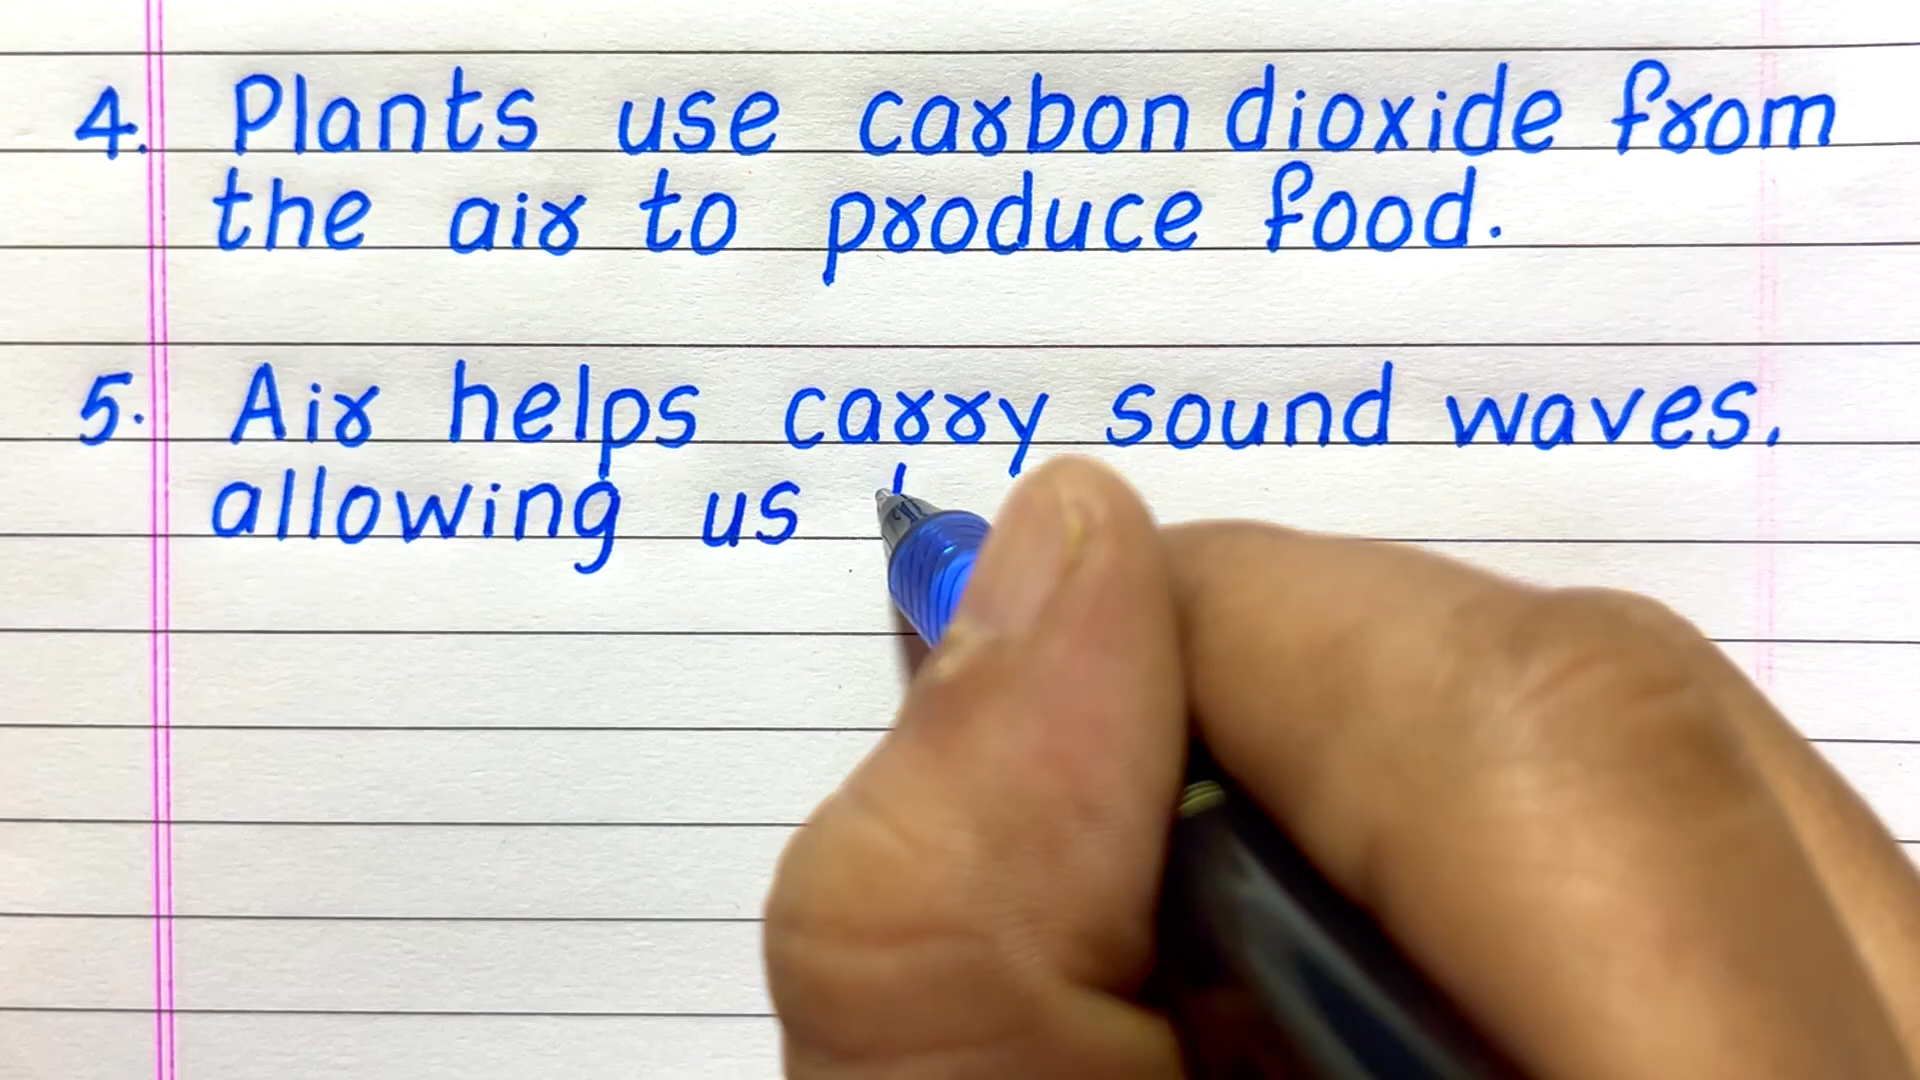 4. Plants use carbon dioxide from
the air to produce food.
5. Air helps carry sound waves,
allowing us